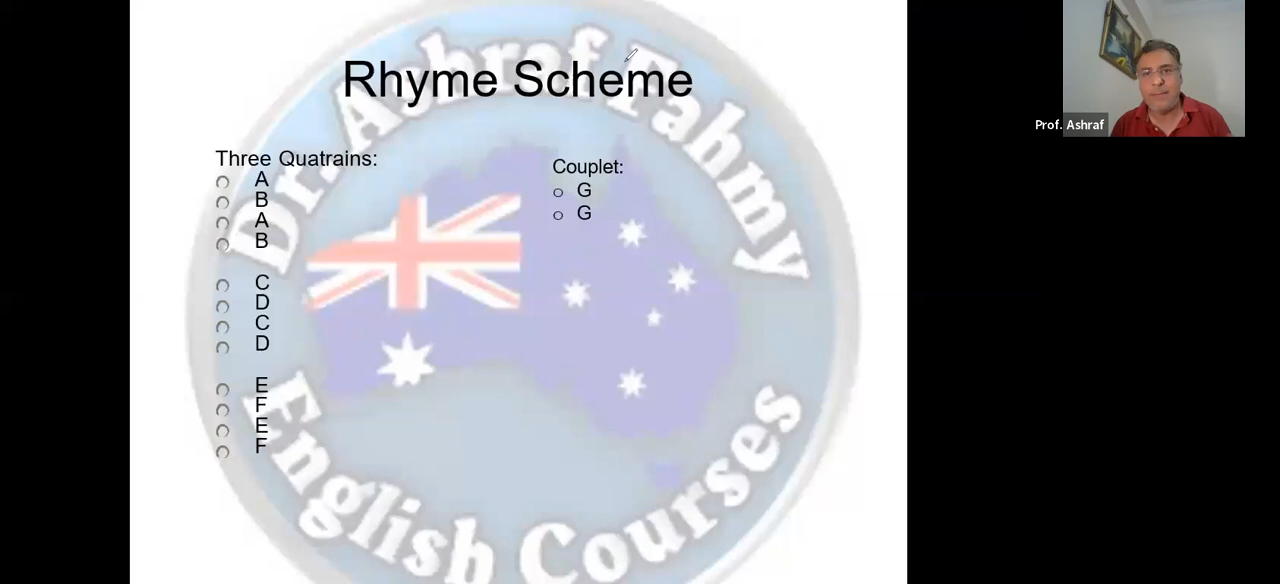 Dr. Ashraf Fahmy
Rhyme Scheme
Three Quatrains:
A
B
A
B
C
D
C
D
E
F
E
F
Couplet:
G
G
English Courses
Prof. Ashraf